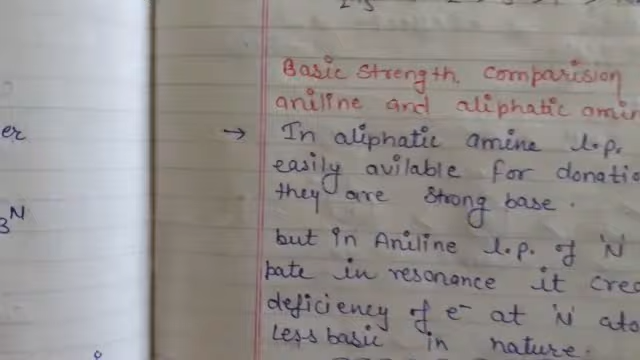 er
3N
Basic Strength comparision
aniline and aliphatic amin
→ In aliphatic amine l.p.
easily avilable for donatio
they are strong base.
but in Aniline l.p. of 'N'
pate in resonance it crea
deficiency of e- at 'N' ato
less basic in nature.